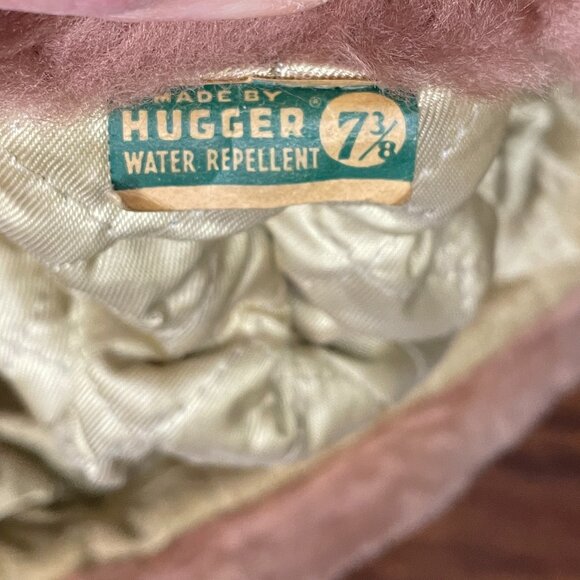 MADE BY
HUGGER ® 7 3/8
WATER REPELLENT